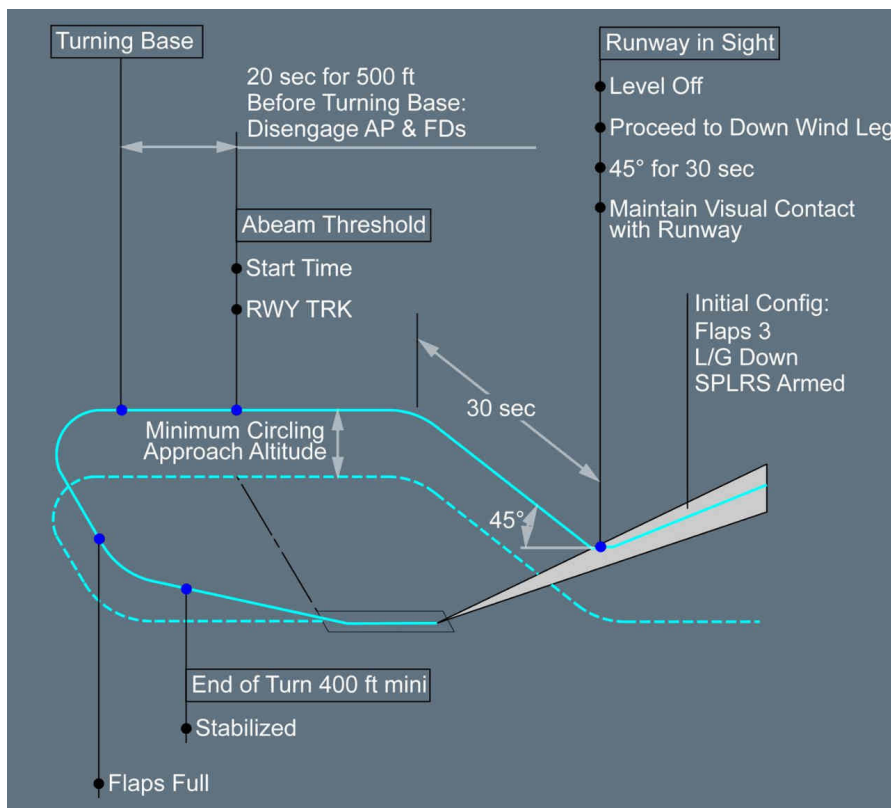 Turning Base
20 sec for 500 ft
Before Turning Base:
Disengage AP & FDs
Runway in Sight
Level Off
Proceed to Down Wind Leg
45° for 30 sec
Maintain Visual Contact
with Runway
Abeam Threshold
Start Time
RWY TRK
Initial Config:
Flaps 3
L/G Down
SPLRS Armed
30 sec
Minimum Circling
Approach Altitude
45°
End of Turn 400 ft mini
Stabilized
Flaps Full